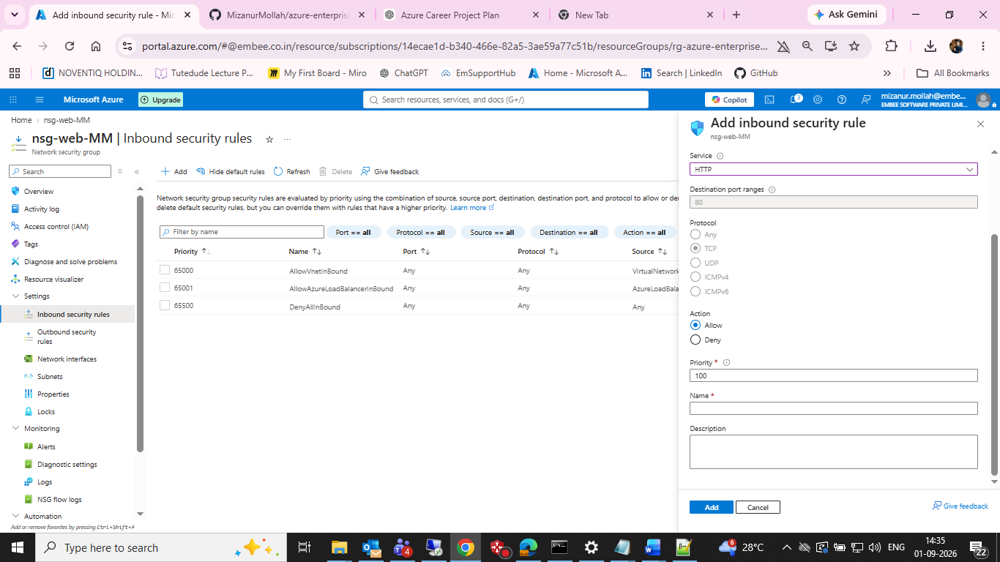 Add inbound security rule - Mic
MizanurMollah/azure-enterprise
Azure Career Project Plan
New Tab
Ask Gemini
portal.azure.com/#@embee.co.in/resource/subscriptions/14ecae1d-b340-466e-82a5-3ae59a77c51b/resourceGroups/rg-azure-enterprise...
NOVENTIQ HOLDIN...
Tutedude Lecture P...
My First Board - Miro
ChatGPT
EmSupportHub
Home - Microsoft A...
Search | LinkedIn
GitHub
All Bookmarks
Microsoft Azure
Upgrade
Search resources, services, and docs (G+/)
Copilot
3
mizanur.mollah@embe...
EMBEE SOFTWARE PRIVATE LIMI...
Home > nsg-web-MM
nsg-web-MM | Inbound security rules
Network security group
Search
Overview
Activity log
Access control (IAM)
Tags
Diagnose and solve problems
Resource visualizer
Settings
Inbound security rules
Outbound security
rules
Network interfaces
Subnets
Properties
Locks
Monitoring
Alerts
Diagnostic settings
Logs
NSG flow logs
Automation
Add or remove favorites by pressing Ctrl+Shift+F
Add
Hide default rules
Refresh
Delete
Give feedback
Network security group security rules are evaluated by priority using the combination of source, source port, destination, destination port, and protocol to allow or de
delete default security rules, but you can override them with rules that have a higher priority. Learn more
Filter by name
Port == all
Protocol == all
Source == all
Destination == all
Action == all
Priority Name Port Protocol Source
65000 AllowVnetInBound Any Any VirtualNetwork
65001 AllowAzureLoadBalancerInBound Any Any AzureLoadBala
65500 DenyAllInBound Any Any Any
Add inbound security rule
nsg-web-MM
Service
HTTP
Destination port ranges
80
Protocol
Any
TCP
UDP
ICMPv4
ICMPv6
Action
Allow
Deny
Priority *
100
Name *
Description
Add
Cancel
Give feedback
Type here to search
4
6
28°C
ENG
14:35
01-09-2026
22